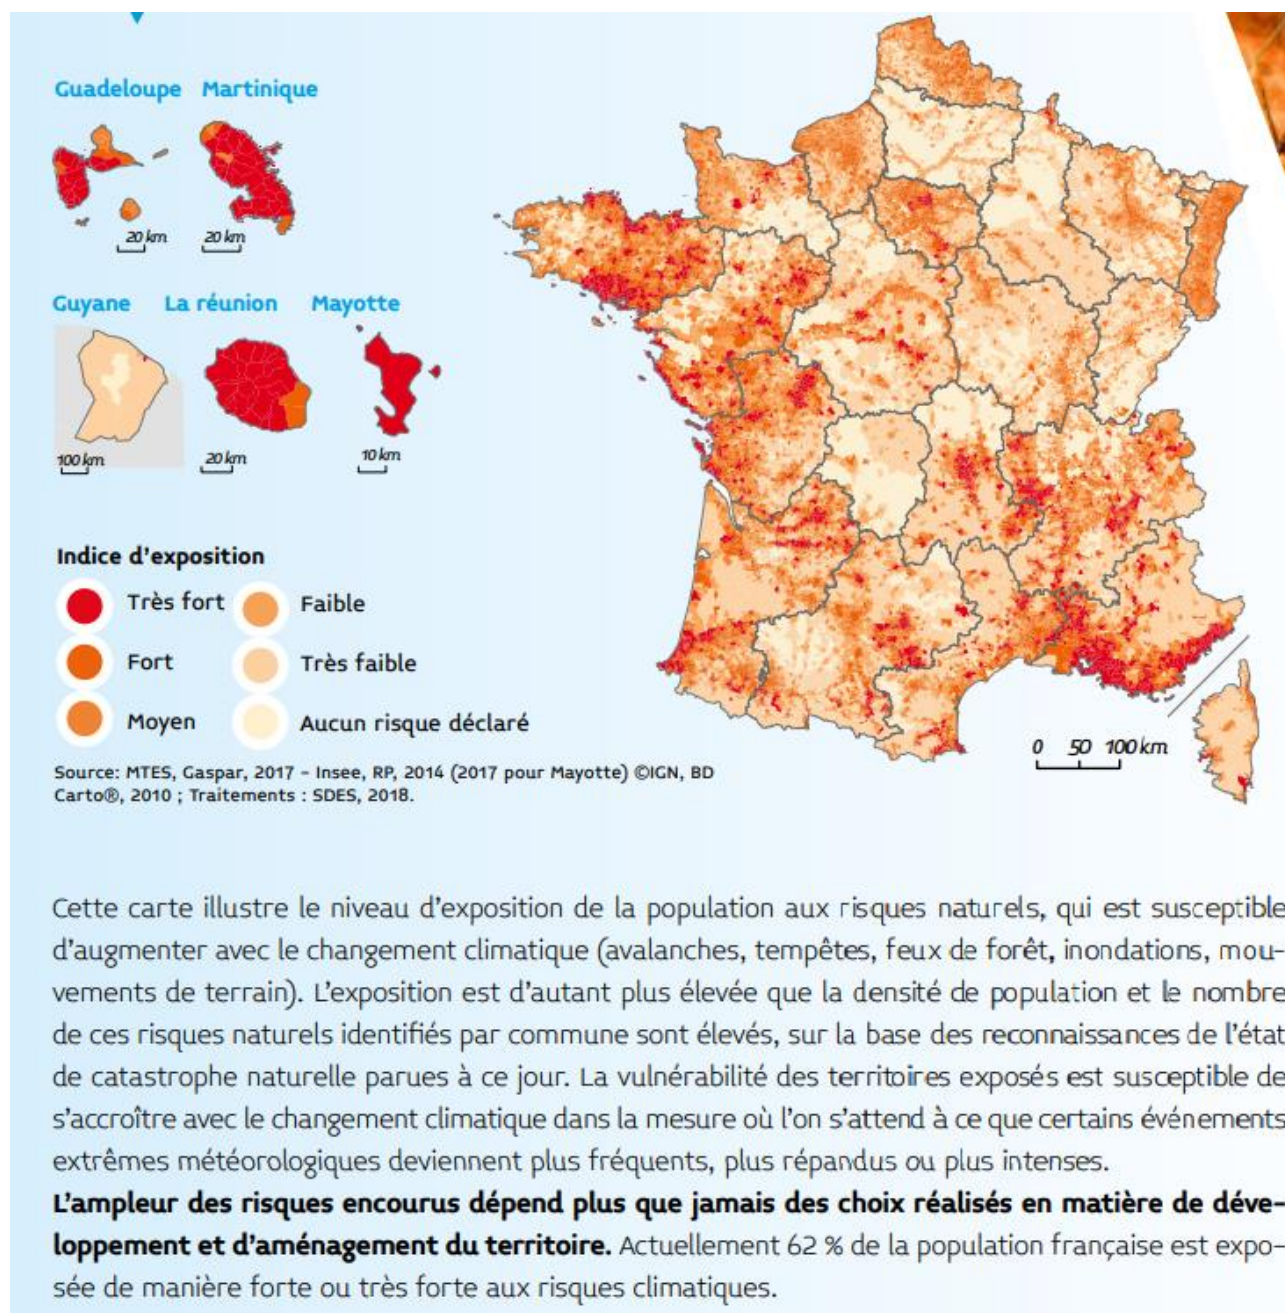 Guadeloupe Martinique
20 km 20 km
Guyane La réunion Mayotte
100 km 20 km 10 km
Indice d'exposition
Très fort Faible
Fort Très faible
Moyen Aucun risque déclaré
0 50 100 km
Source: MTES, Gaspar, 2017 – Insee, RP, 2014 (2017 pour Mayotte) ©IGN, BD
Carto®, 2010 ; Traitements : SDES, 2018.
Cette carte illustre le niveau d'exposition de la population aux risques naturels, qui est susceptible
d'augmenter avec le changement climatique (avalanches, tempêtes, feux de forêt, inondations, mou-
vements de terrain). L'exposition est d'autant plus élevée que la densité de population et le nombre
de ces risques naturels identifiés par commune sont élevés, sur la base des reconnaissances de l'état
de catastrophe naturelle parues à ce jour. La vulnérabilité des territoires exposés est susceptible de
s'accroître avec le changement climatique dans la mesure où l'on s'attend à ce que certains événements
extrêmes météorologiques deviennent plus fréquents, plus répandus ou plus intenses.
L'ampleur des risques encourus dépend plus que jamais des choix réalisés en matière de déve-
loppement et d'aménagement du territoire. Actuellement 62 % de la population française est expo-
sée de manière forte ou très forte aux risques climatiques.